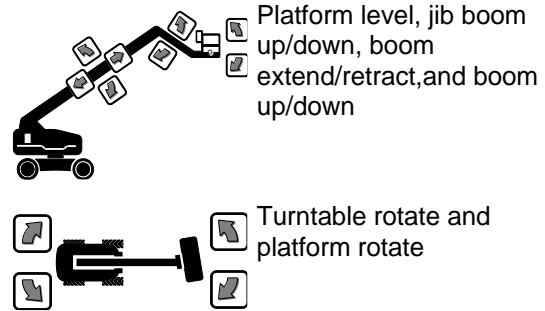 Platform level, jib boom
up/down, boom
extend/retract,and boom
up/down
Turntable rotate and
platform rotate